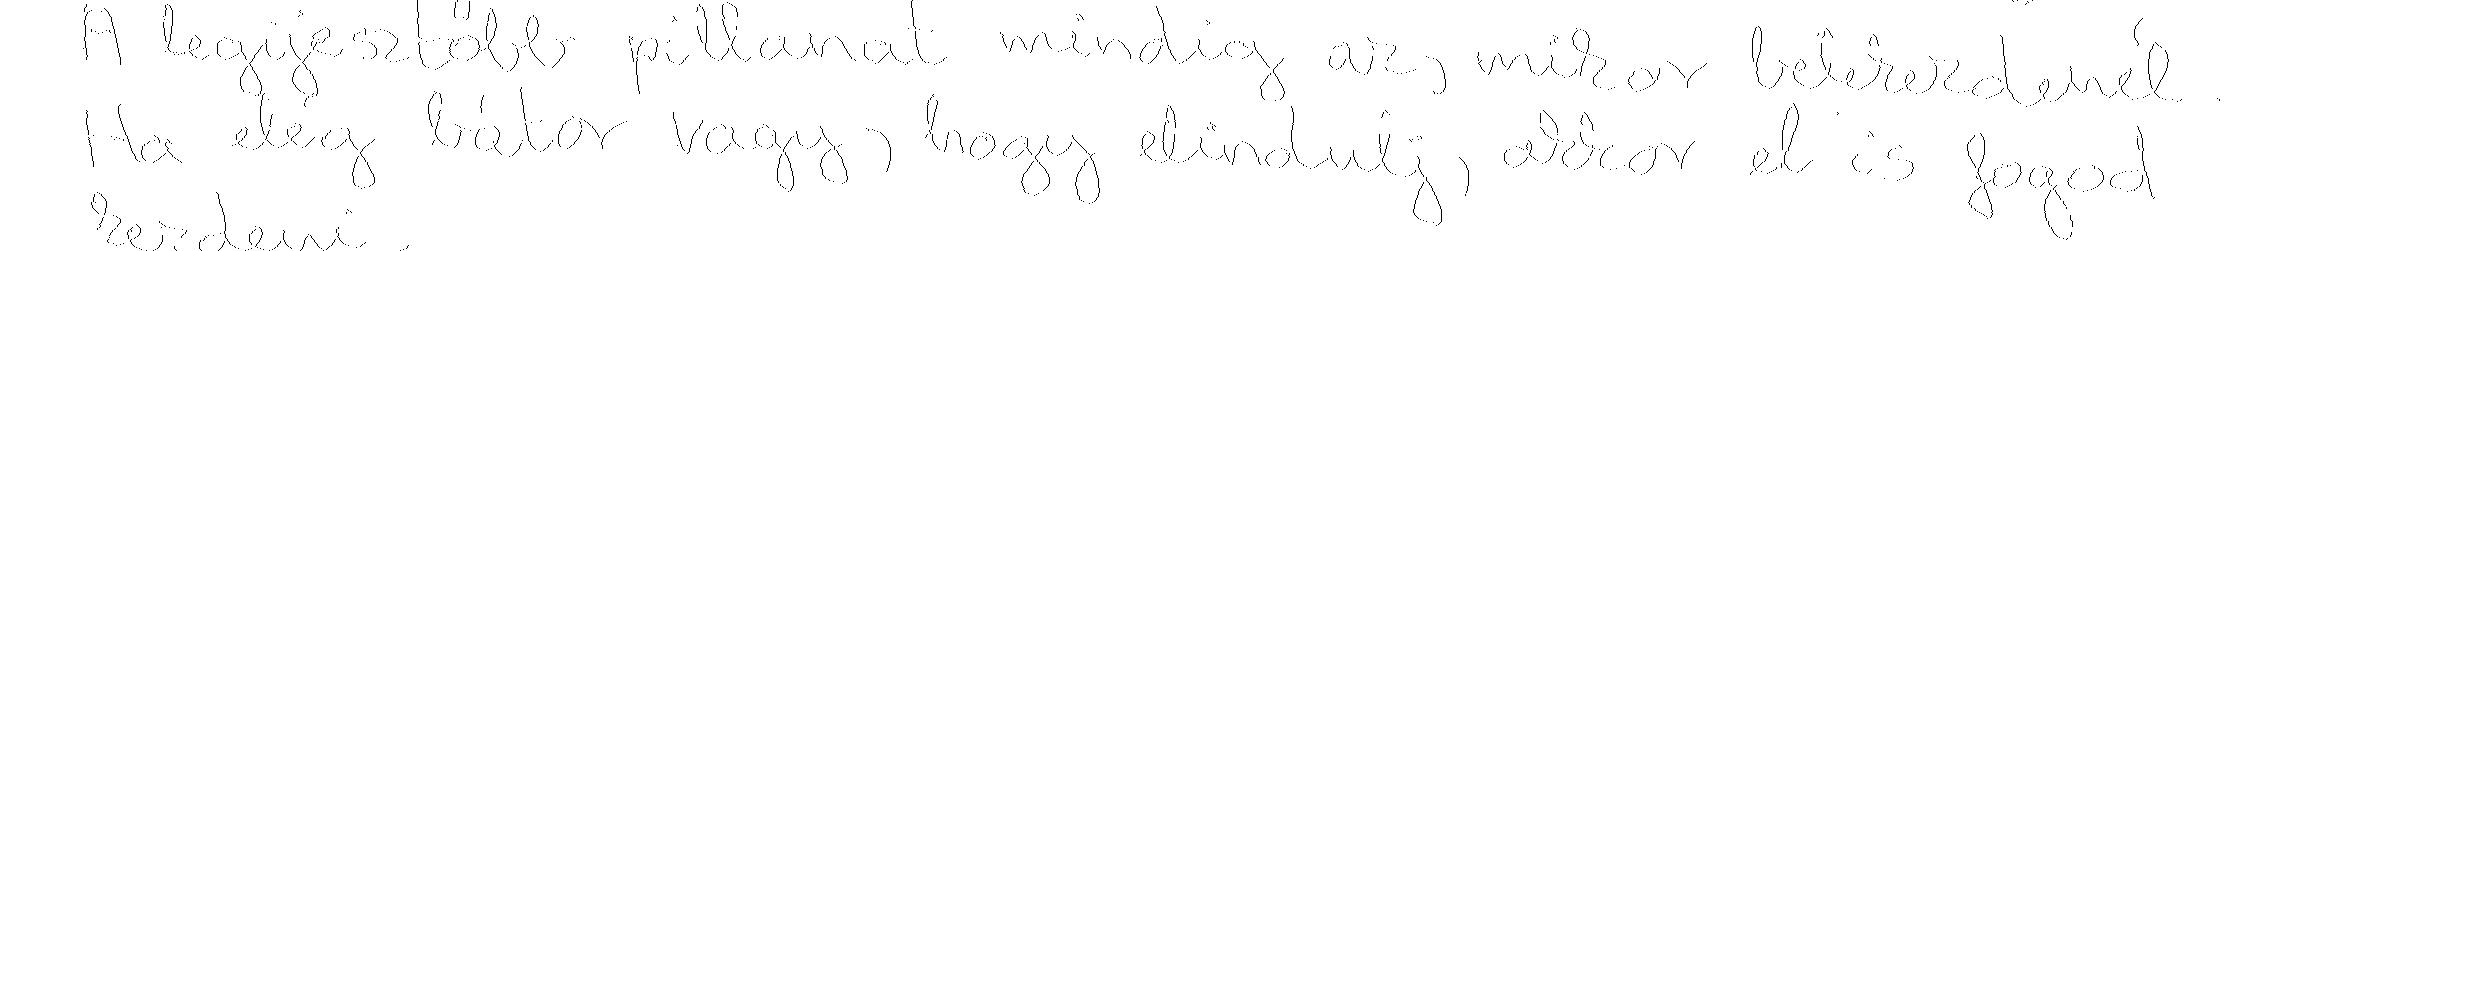 A legijesztőbb pillanat mindig az, mikor belekezdenél.
Ha elég bátor vagy, hogy elindulj, akkor el is fogod
kezdeni.